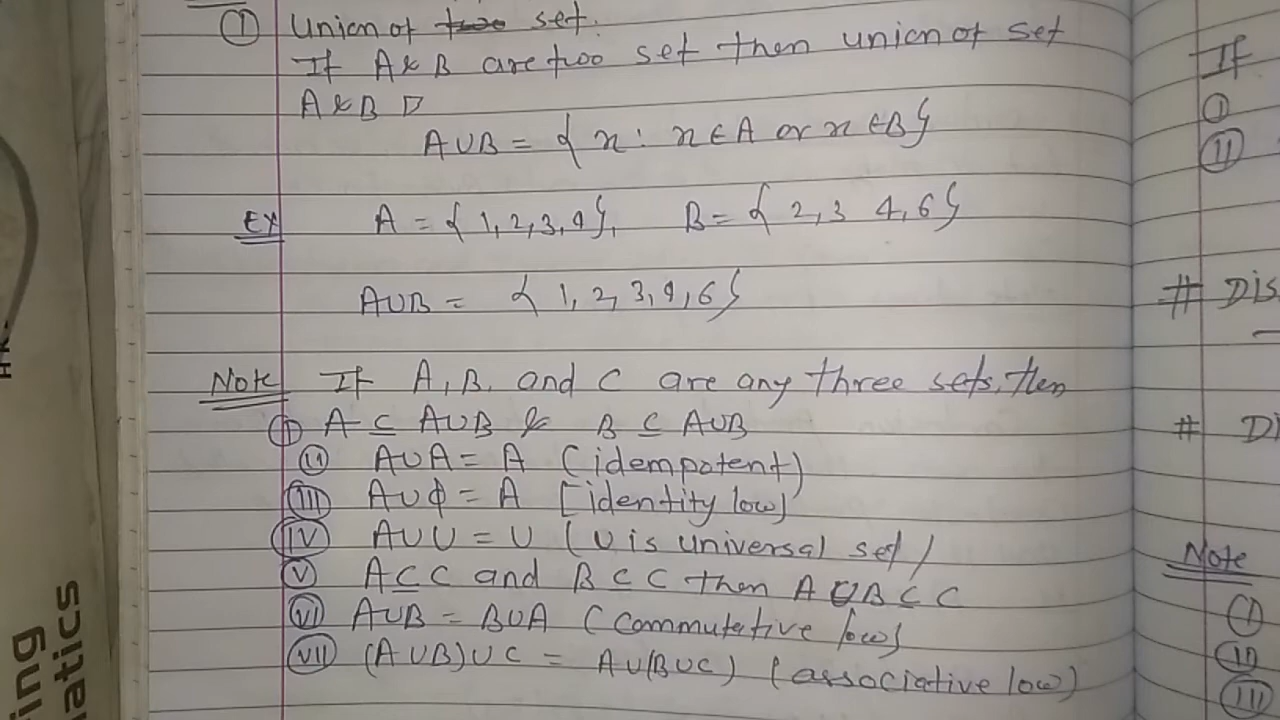 ① Union of two set.
If A & B are two set then union of set
A & B D
A∪B = { x : x ∈ A or x ∈ B }
Ex A = { 1, 2, 3, 4 }, B = { 2, 3 4, 6 }
A∪B = { 1, 2, 3, 4, 6 }
Note If A, B, and C are any three sets, then
(I) A ⊆ A∪B & B ⊆ A∪B
(II) A∪A = A (idempotent)
(III) A∪ϕ = A [identity low]
(IV) A∪U = U (U is universal set)
(V) A ⊆ C and B ⊂ C then A∪B ⊂ C
(VI) A∪B = B∪A (Commutative low)
(VII) (A∪B)∪C = A∪(B∪C) (associative low)
If
(I)
(II)
# Dis
# Di
Note
(I)
(II)
(III)
ing
atics